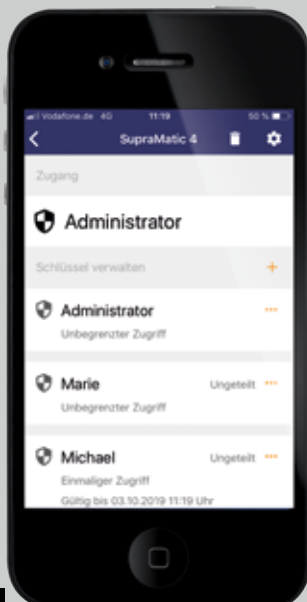 Vodafone.de 4G 11:19 50 %
SupraMatic 4
Zugang
Administrator
Schlüssel verwalten
+
Administrator
Unbegrenzter Zugriff
Marie Ungeteilt
Unbegrenzter Zugriff
Michael Ungeteilt
Einmaliger Zugriff
Gültig bis 03.10.2019 11:19 Uhr